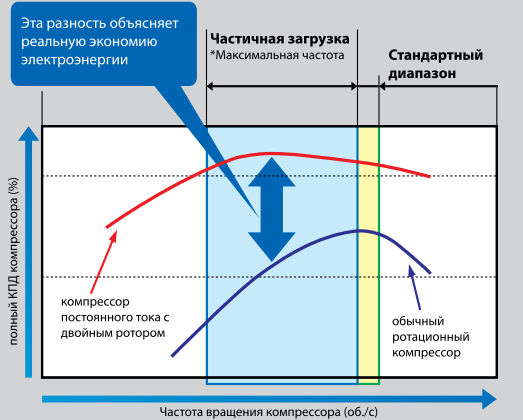 Эта разность объясняет
реальную экономию
электроэнергии
Частичная загрузка
*Максимальная частота
Стандартный
диапазон
полный КПД компрессора (%)
компрессор
постоянного тока с
двойным ротором
обычный
ротационный
компрессор
Частота вращения компрессора (об./с)